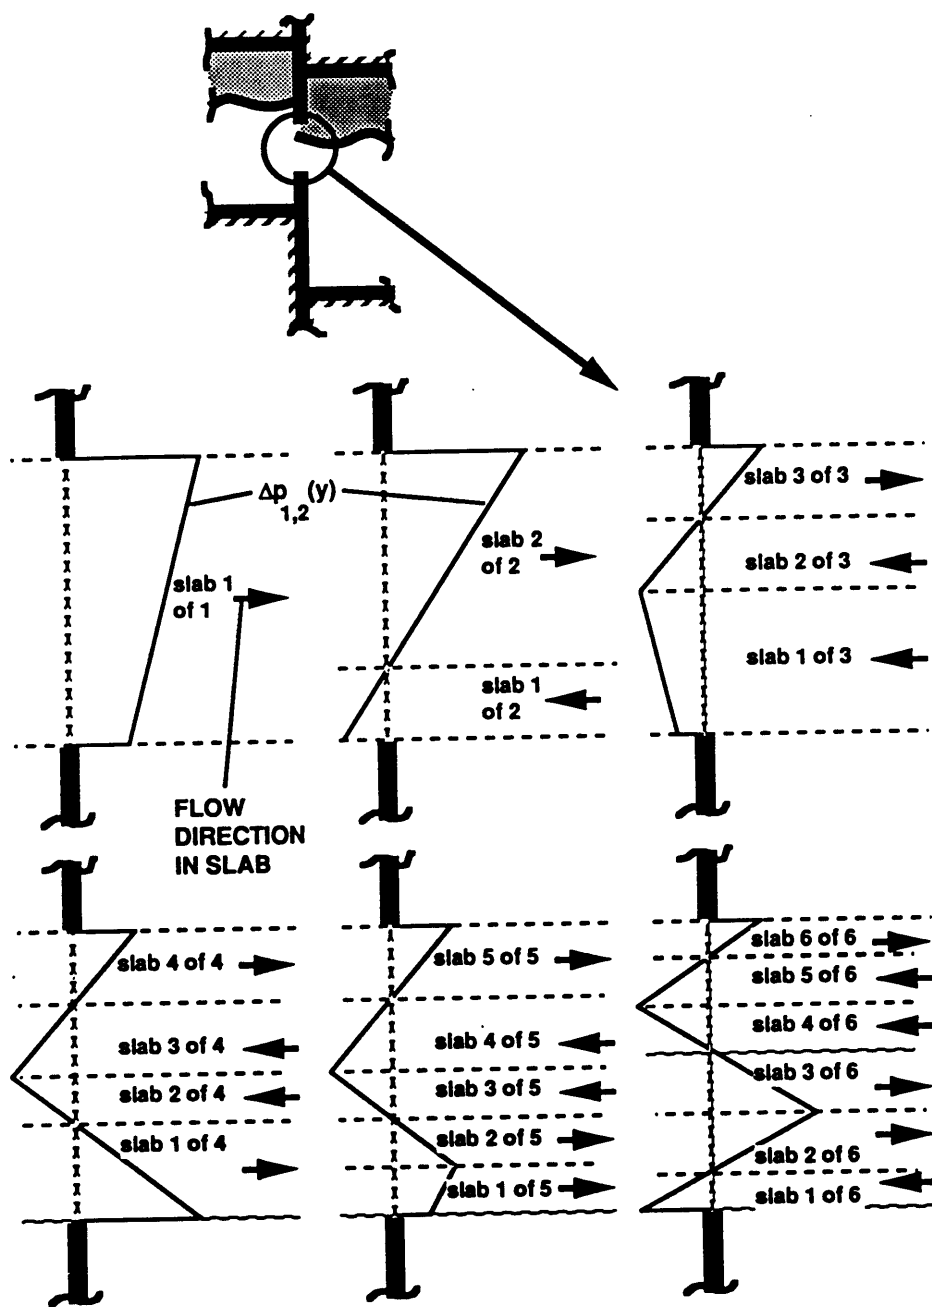 Δp1,2(y)
slab 1
of 1
slab 2
of 2
slab 1
of 2
slab 3 of 3
slab 2 of 3
slab 1 of 3
FLOW
DIRECTION
IN SLAB
slab 4 of 4
slab 3 of 4
slab 2 of 4
slab 1 of 4
slab 5 of 5
slab 4 of 5
slab 3 of 5
slab 2 of 5
slab 1 of 5
slab 6 of 6
slab 5 of 6
slab 4 of 6
slab 3 of 6
slab 2 of 6
slab 1 of 6